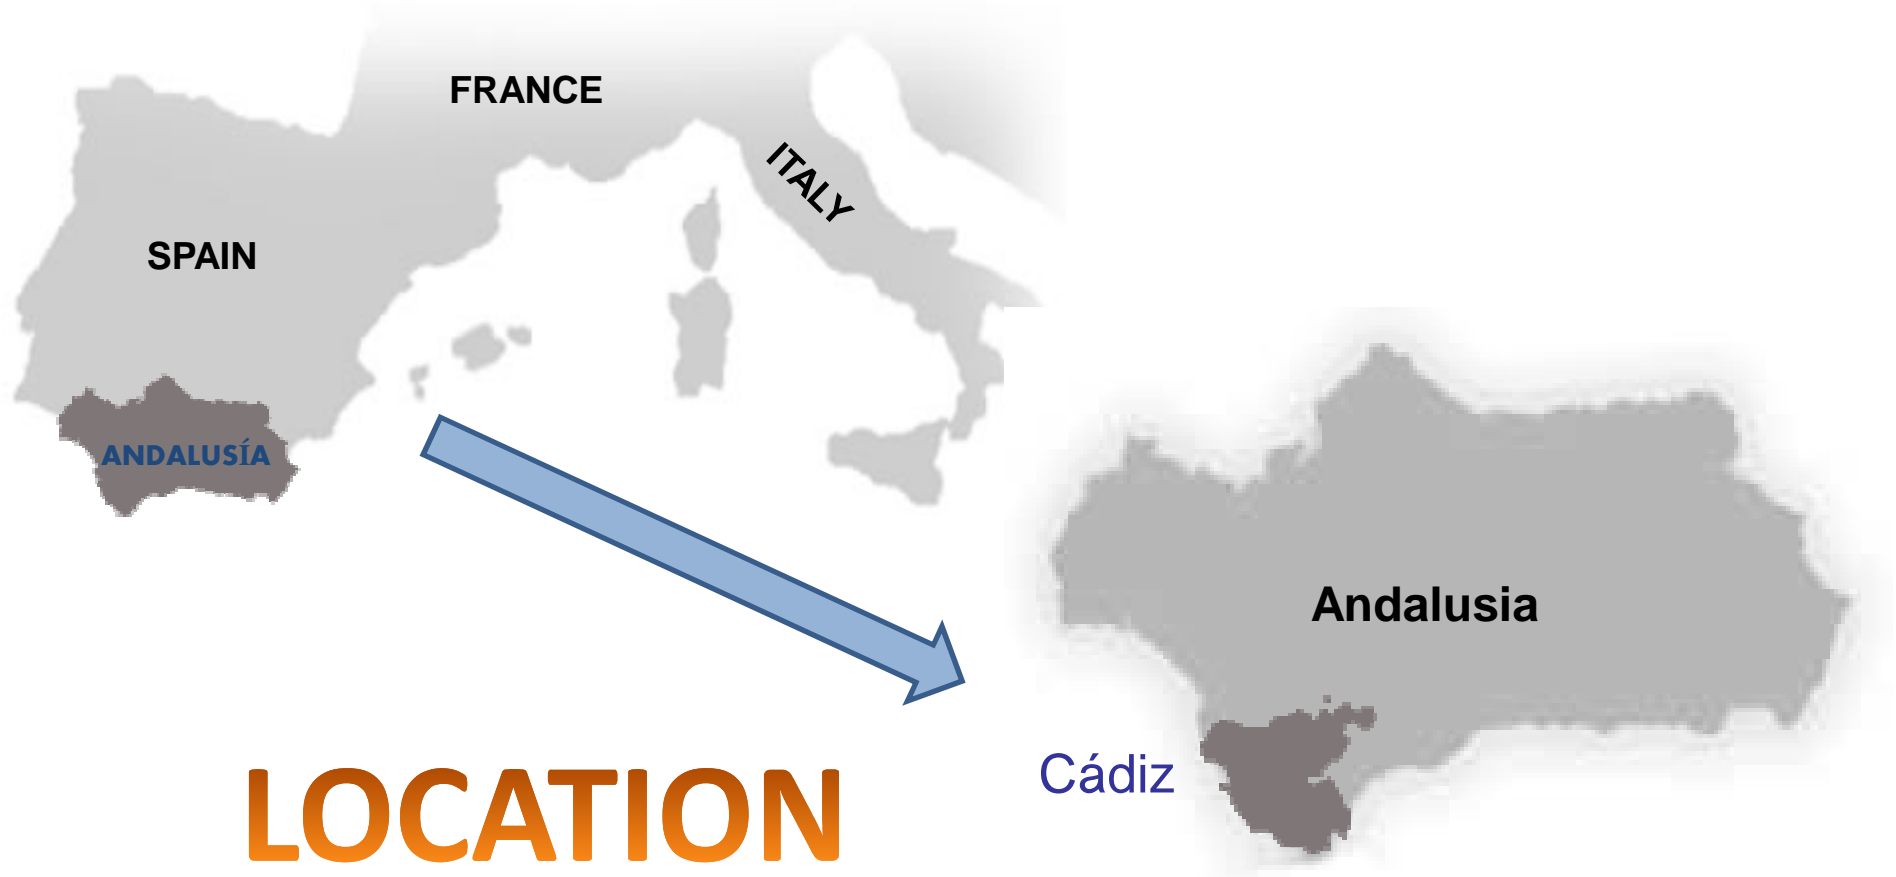 FRANCE
ITALY
SPAIN
ANDALUSÍA
Andalusia
Cádiz
LOCATION